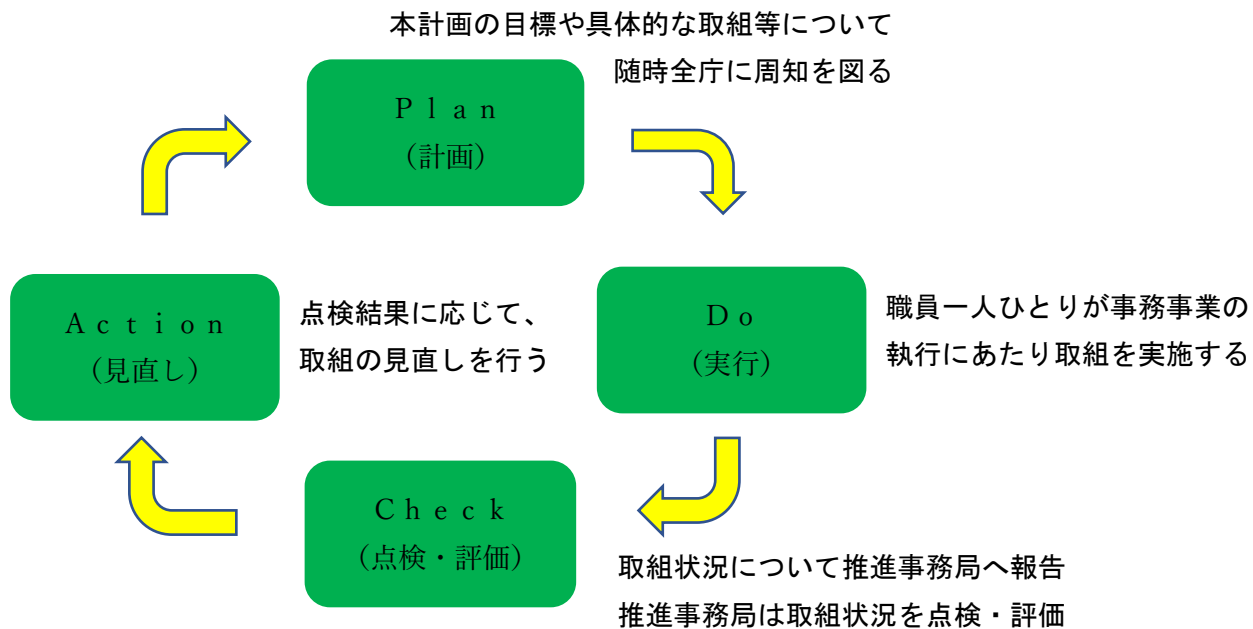 本計画の目標や具体的な取組等について
随時全庁に周知を図る
Ｐｌａｎ
（計画）
Ａｃｔｉｏｎ
（見直し）
点検結果に応じて、
取組の見直しを行う
Ｄｏ
（実行）
職員一人ひとりが事務事業の
執行にあたり取組を実施する
Ｃｈｅｃｋ
（点検・評価）
取組状況について推進事務局へ報告
推進事務局は取組状況を点検・評価